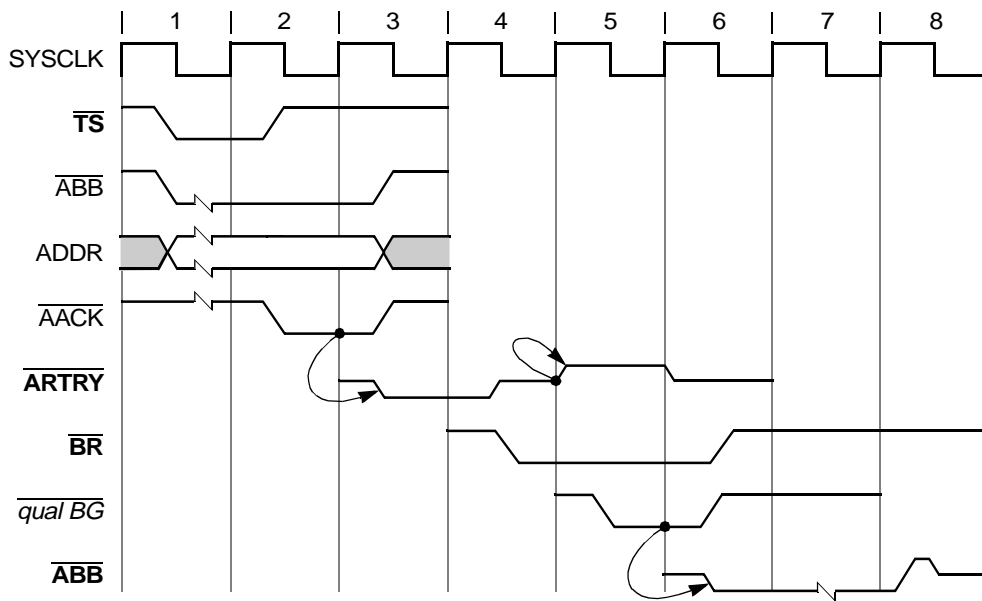 1 2 3 4 5 6 7 8
SYSCLK
TS
ABB
ADDR
AACK
ARTRY
BR
qual BG
ABB